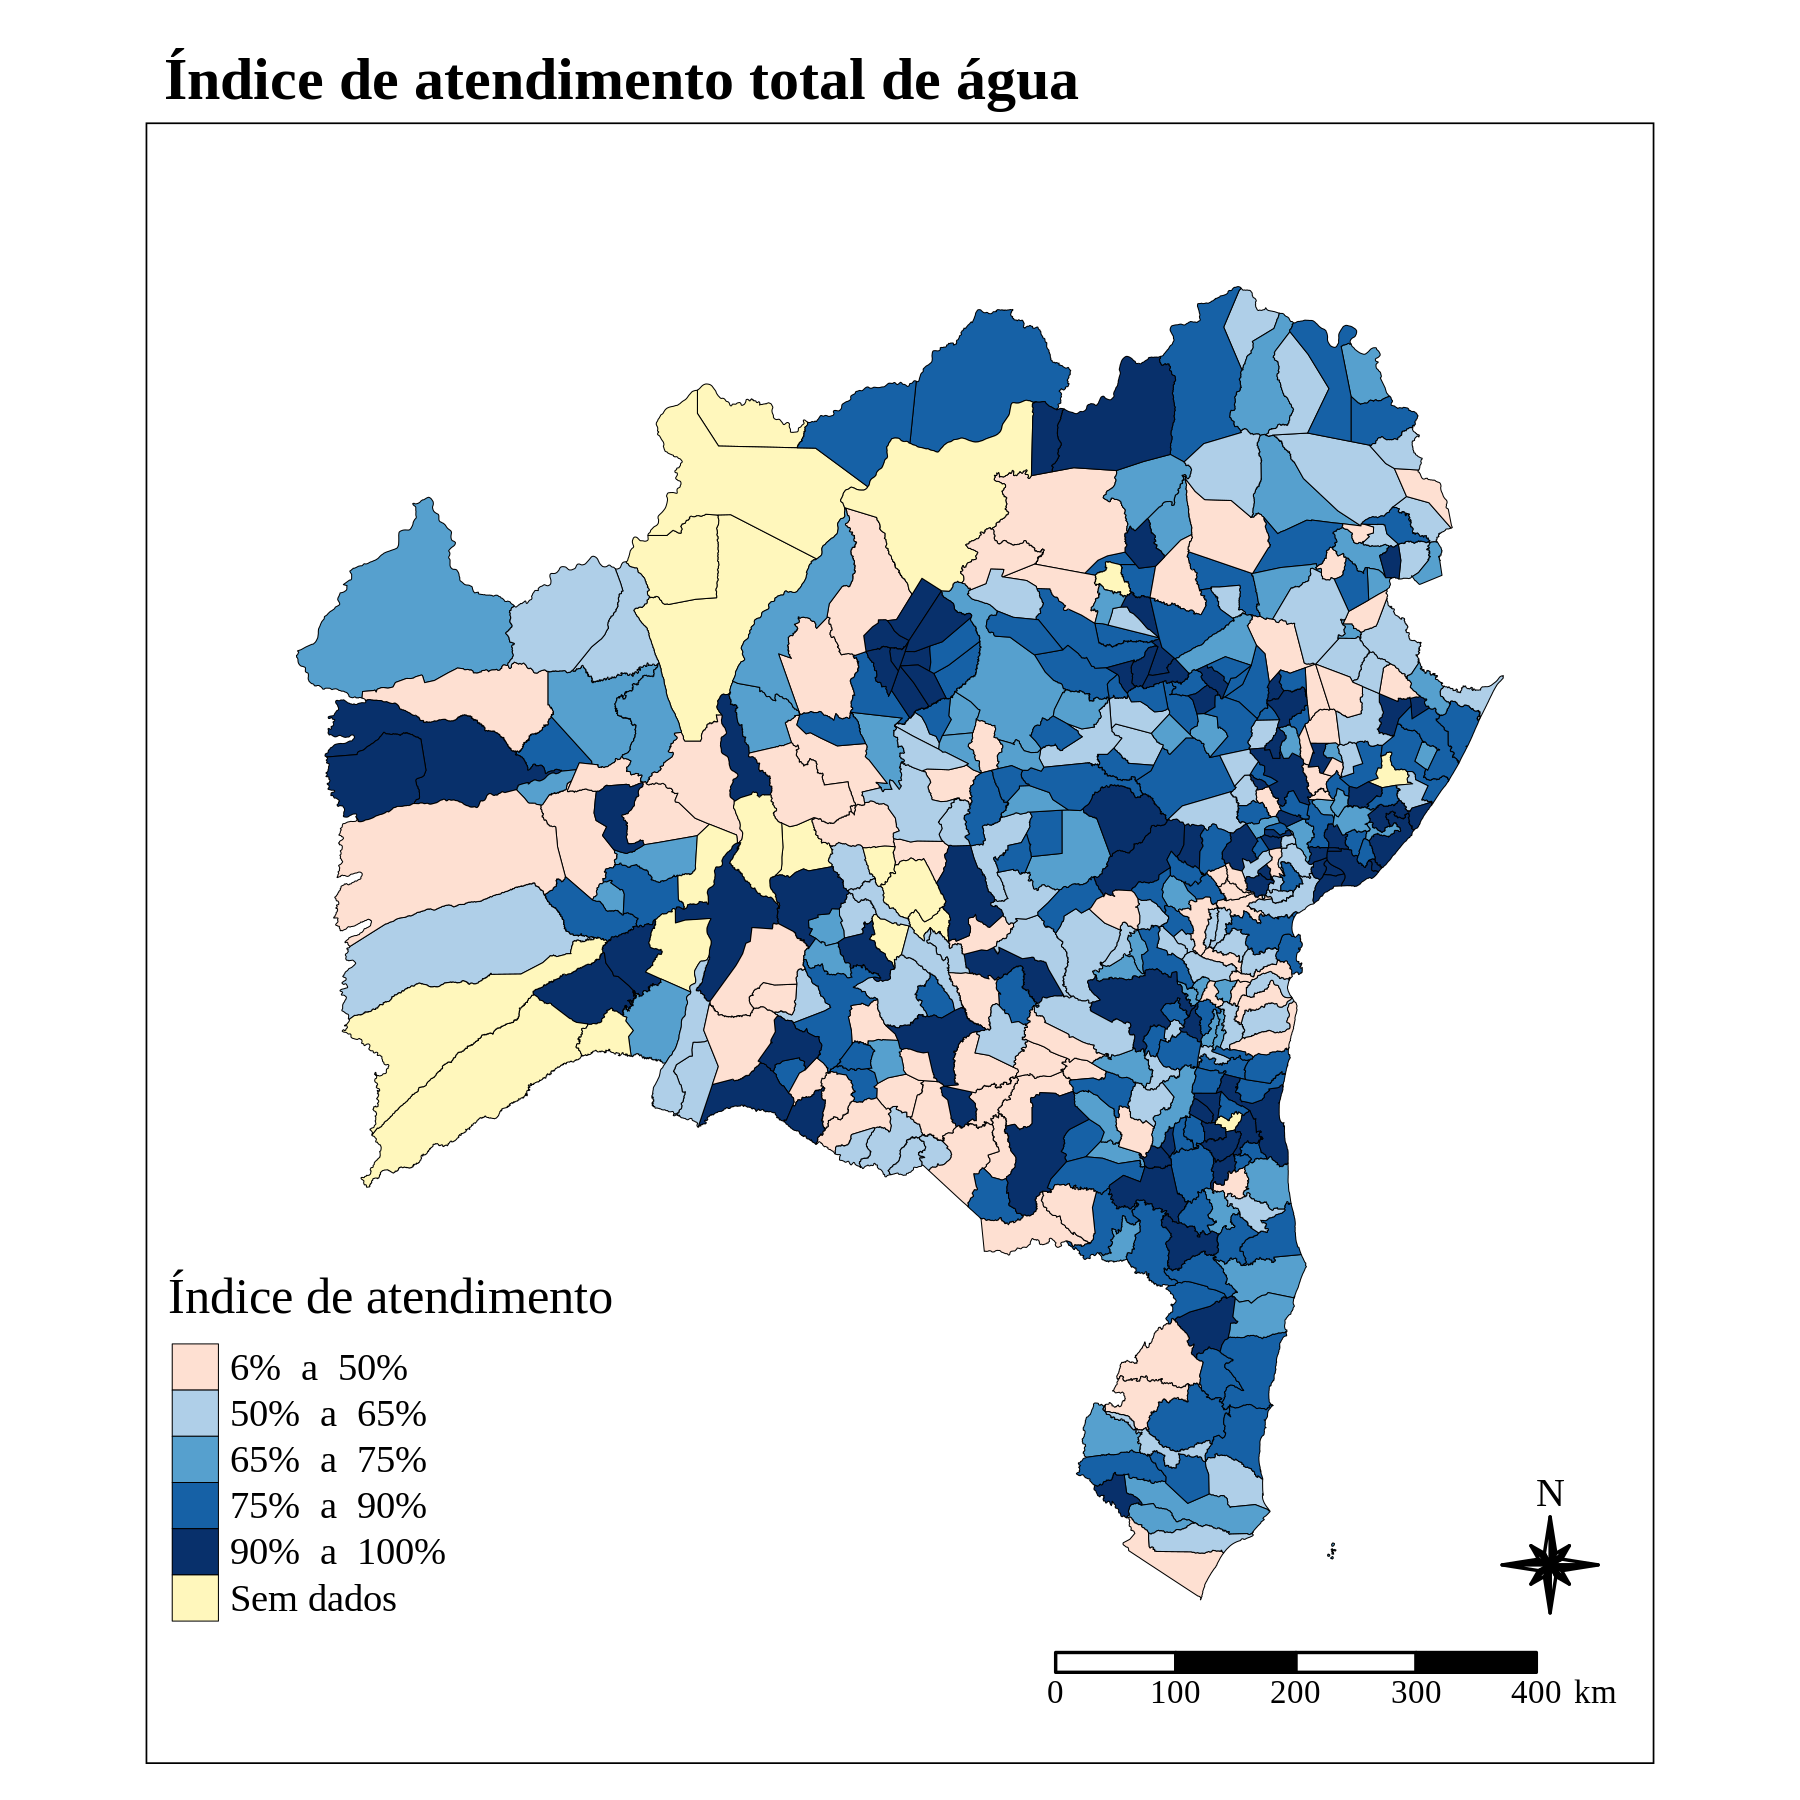 Índice de atendimento total de água
Índice de atendimento
6% a 50%
50% a 65%
65% a 75%
75% a 90%
90% a 100%
Sem dados
N
0 100 200 300 400 km